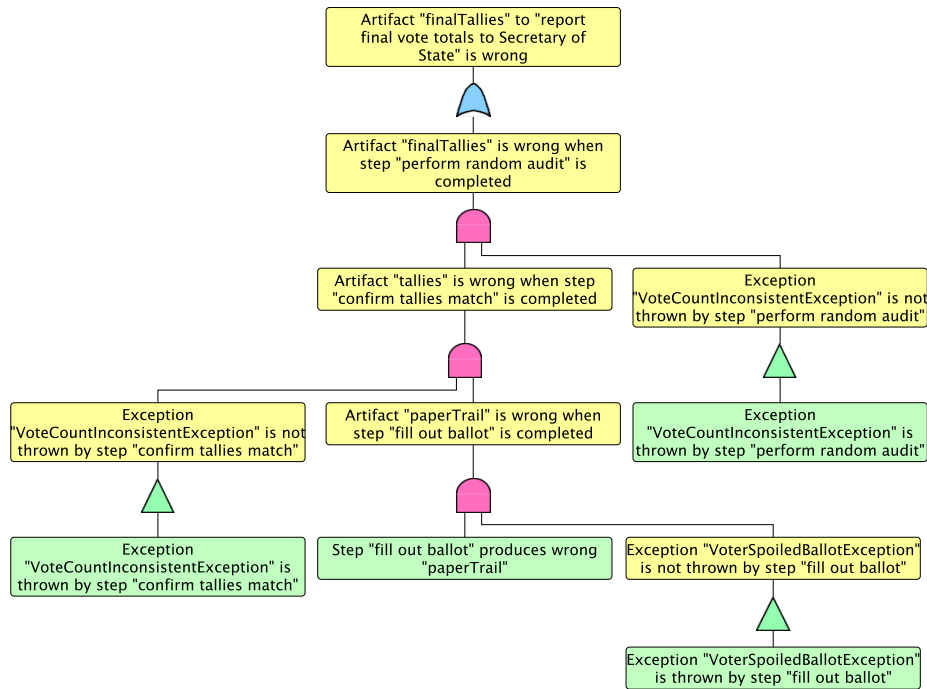 Artifact "finalTallies" to "report
final vote totals to Secretary of
State" is wrong
Artifact "finalTallies" is wrong when
step "perform random audit" is
completed
Artifact "tallies" is wrong when step
"confirm tallies match" is completed
Exception
"VoteCountInconsistentException" is not
thrown by step "perform random audit"
Exception
"VoteCountInconsistentException" is not
thrown by step "confirm tallies match"
Artifact "paperTrail" is wrong when
step "fill out ballot" is completed
Exception
"VoteCountInconsistentException" is
thrown by step "perform random audit"
Exception
"VoteCountInconsistentException" is
thrown by step "confirm tallies match"
Step "fill out ballot" produces wrong
"paperTrail"
Exception "VoterSpoiledBallotException"
is not thrown by step "fill out ballot"
Exception "VoterSpoiledBallotException"
is thrown by step "fill out ballot"